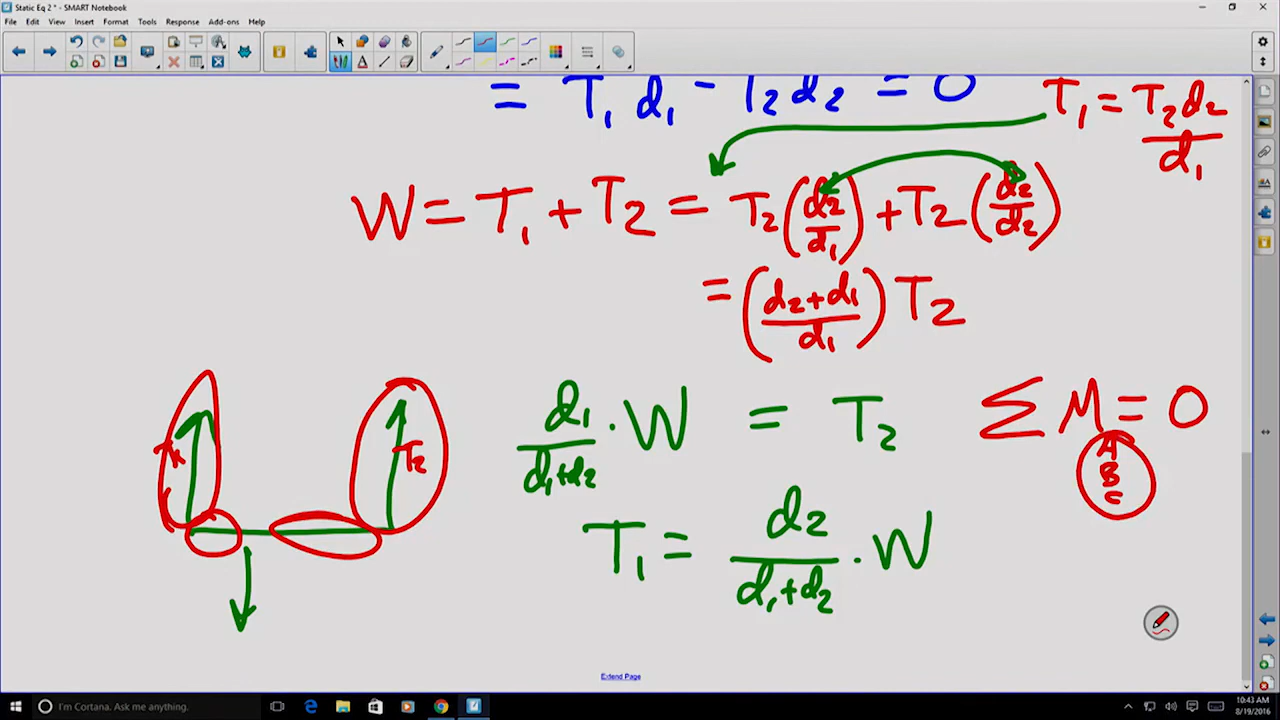 Static Eq 2 * - SMART Notebook
File Edit View Insert Format Tools Response Add-ons Help
= T₁ d₁ - T₂ d₂ = 0
T₁ = T₂d₂/d₁
W = T₁ + T₂ = T₂(d₂/d₁) + T₂(d₂/d₂)
= (d₂+d₁/d₁) T₂
d₁/d₁+d₂ · W = T₂
Σ M = 0
A
B
C
T₂
T₁ = d₂/d₁+d₂ · W
Extend Page
I'm Cortana. Ask me anything.
10:43 AM
8/19/2016